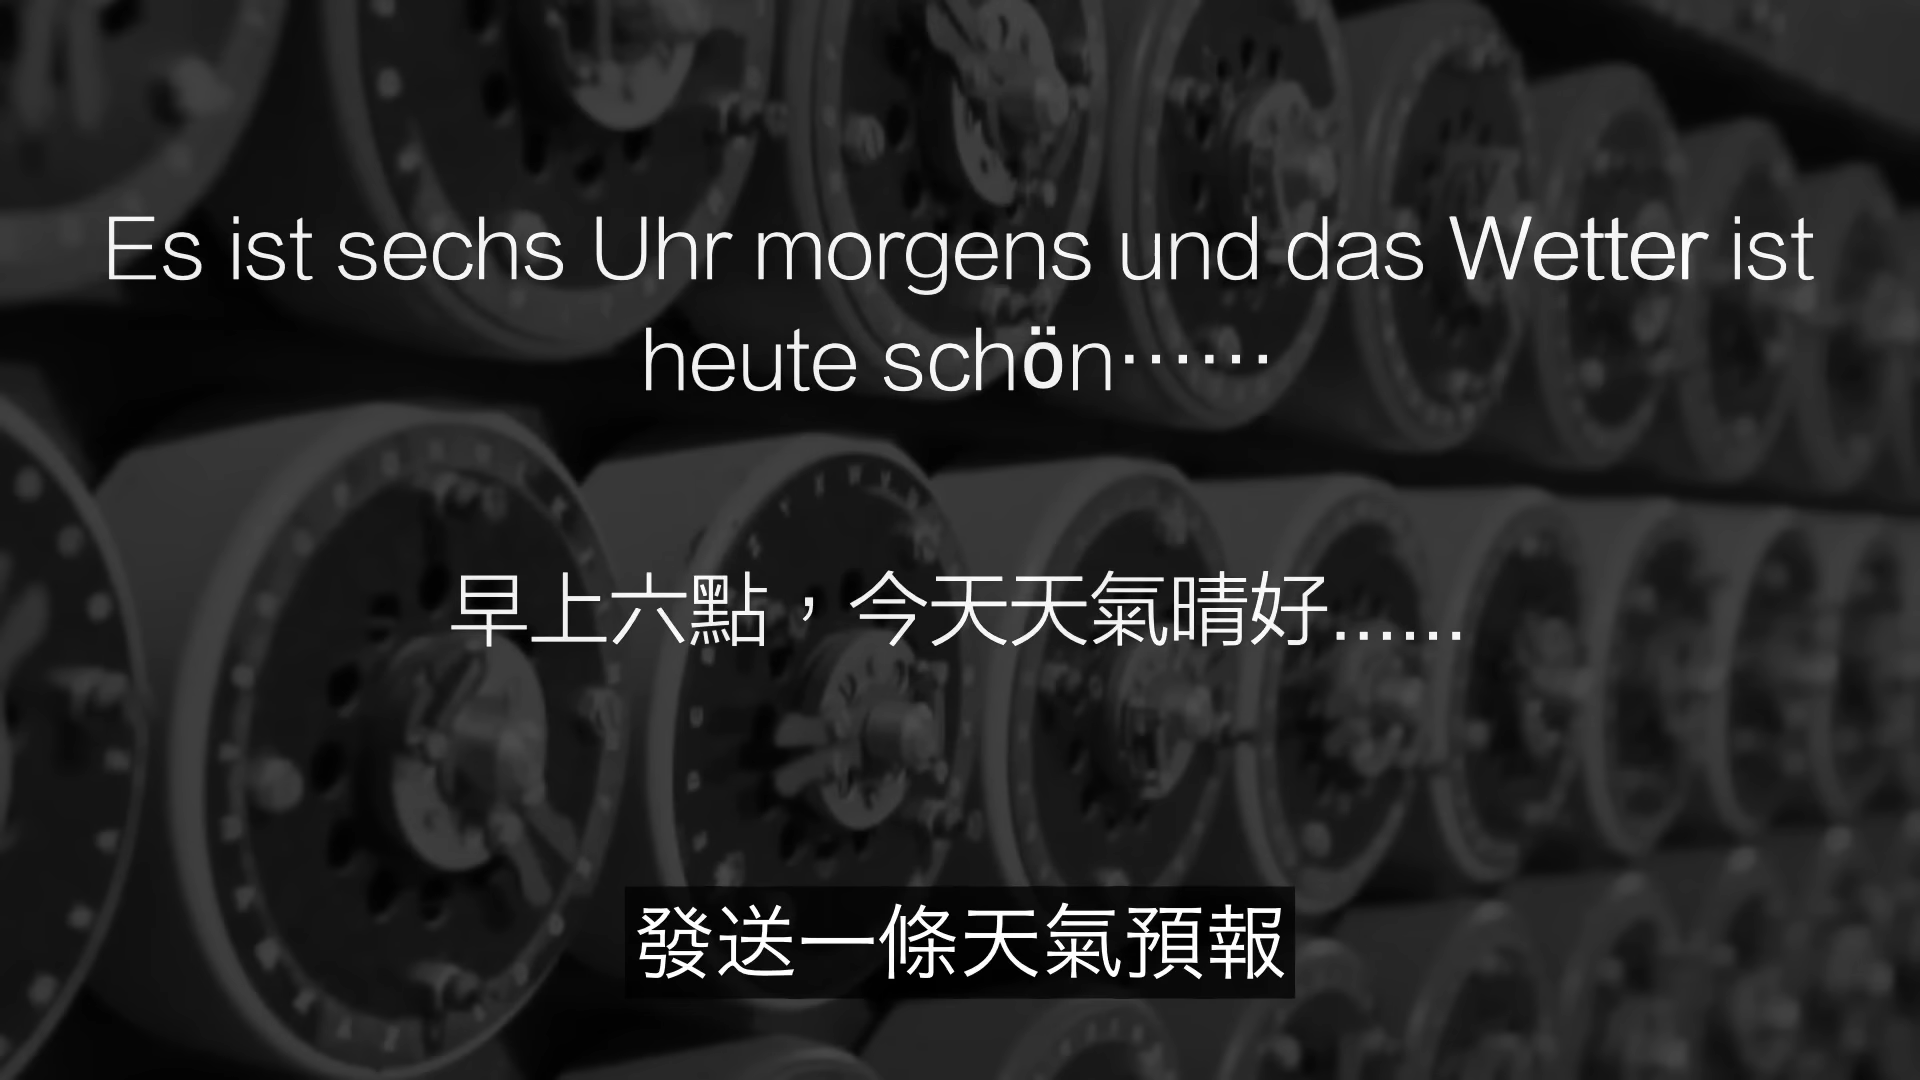 Es ist sechs Uhr morgens und das Wetter ist
heute schön⋯⋯
早上六點，今天天氣晴好......
發送一條天氣預報